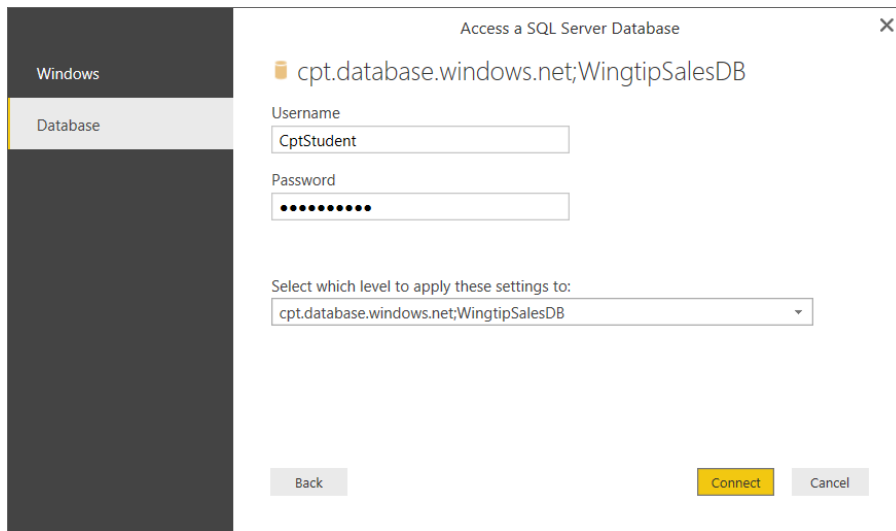 Access a SQL Server Database
Windows
Database
cpt.database.windows.net;WingtipSalesDB
Username
CptStudent
Password
●●●●●●●●●●
Select which level to apply these settings to:
cpt.database.windows.net;WingtipSalesDB
Back
Connect
Cancel